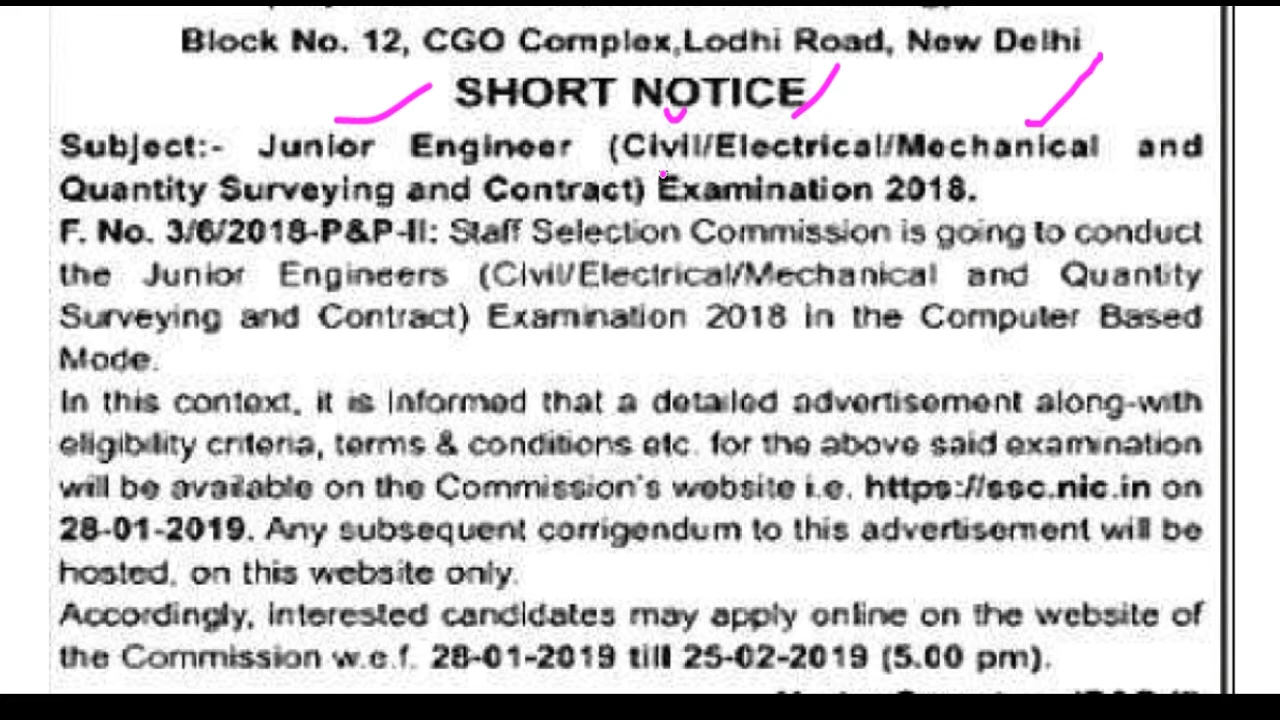 Block No. 12, CGO Complex,Lodhi Road, New Delhi
SHORT NOTICE
Subject:- Junior Engineer (Civil/Electrical/Mechanical and
Quantity Surveying and Contract) Examination 2018.
F. No. 3/6/2018-P&P-II: Staff Selection Commission is going to conduct
the Junior Engineers (Civil/Electrical/Mechanical and Quantity
Surveying and Contract) Examination 2018 in the Computer Based
Mode.
In this context, it is informed that a detailed advertisement along-with
eligibility criteria, terms & conditions etc. for the above said examination
will be available on the Commission's website i.e. https://ssc.nic.in on
28-01-2019. Any subsequent corrigendum to this advertisement will be
hosted, on this website only.
Accordingly, interested candidates may apply online on the website of
the Commission w.e.f. 28-01-2019 till 25-02-2019 (5.00 pm).